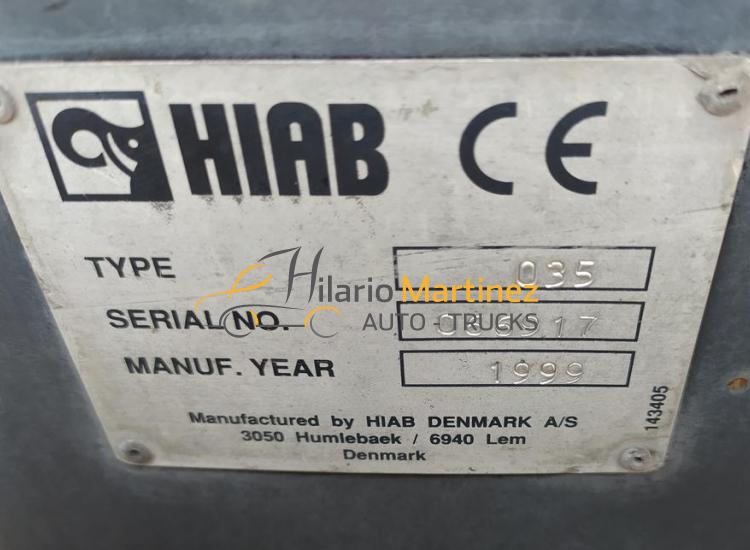 HIAB CE
TYPE 035
Hilario Martinez
AUTO - TRUCKS
SERIAL NO.
MANUF. YEAR 1999
Manufactured by HIAB DENMARK A/S
3050 Humlebaek / 6940 Lem
Denmark
143405